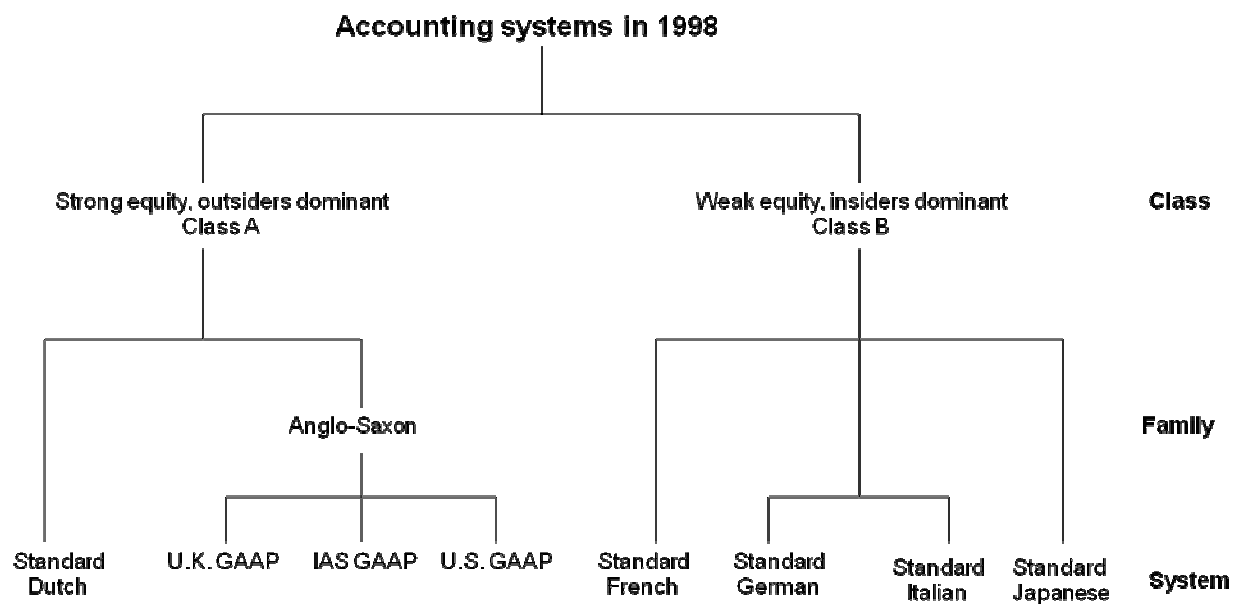 Accounting systems in 1998
Strong equity, outsiders dominant
Class A
Weak equity, insiders dominant
Class B
Class
Anglo-Saxon
Family
Standard
Dutch
U.K. GAAP
IAS GAAP
U.S. GAAP
Standard
French
Standard
German
Standard
Italian
Standard
Japanese
System